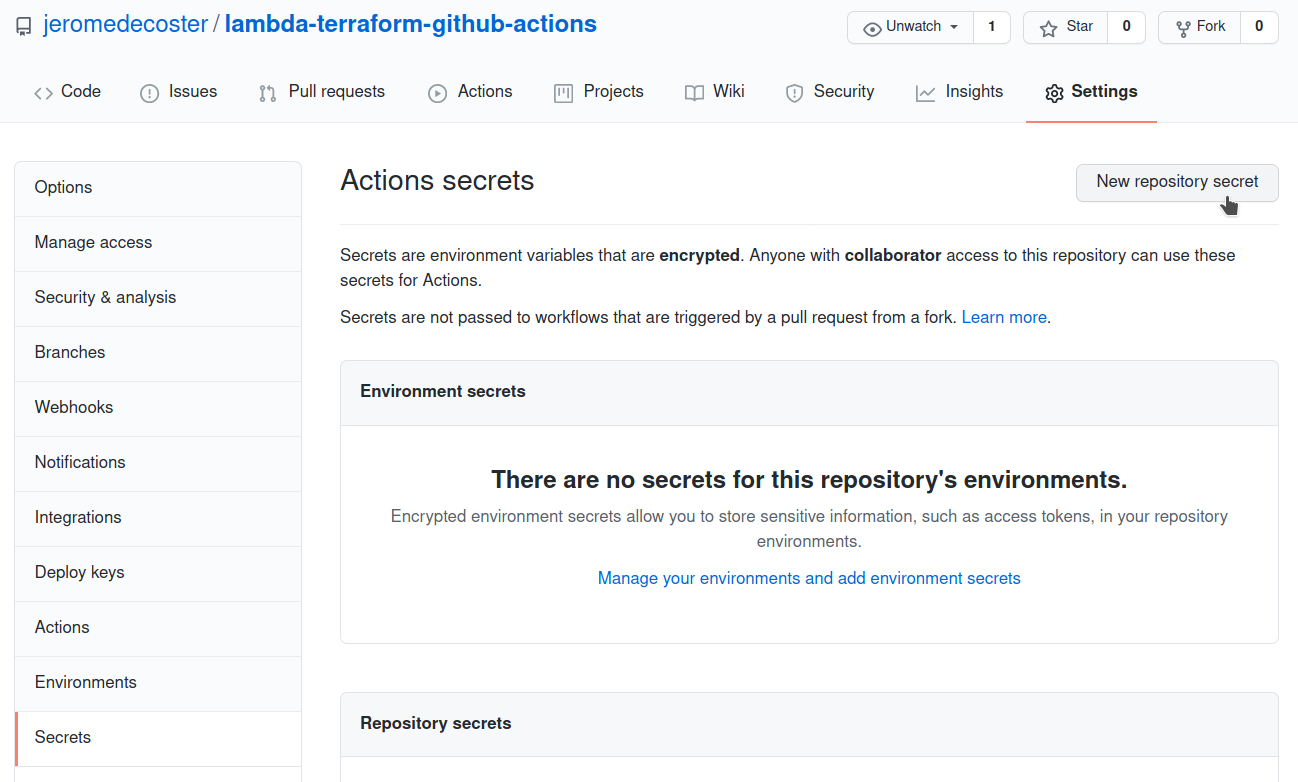 jeromedecoster / lambda-terraform-github-actions
Unwatch 1 Star 0 Fork 0
Code Issues Pull requests Actions Projects Wiki Security Insights Settings
Options
Manage access
Security & analysis
Branches
Webhooks
Notifications
Integrations
Deploy keys
Actions
Environments
Secrets
Actions secrets
New repository secret
Secrets are environment variables that are encrypted. Anyone with collaborator access to this repository can use these
secrets for Actions.
Secrets are not passed to workflows that are triggered by a pull request from a fork. Learn more.
Environment secrets
There are no secrets for this repository's environments.
Encrypted environment secrets allow you to store sensitive information, such as access tokens, in your repository
environments.
Manage your environments and add environment secrets
Repository secrets